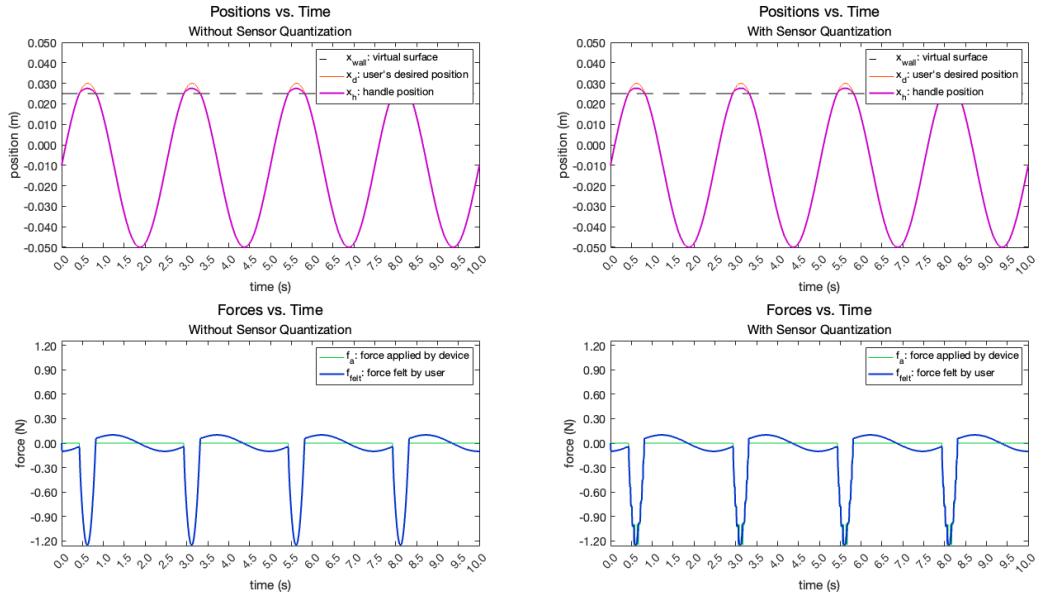 Positions vs. Time
Without Sensor Quantization
0.050
0.040
0.030
0.020
0.010
0.000
-0.010
-0.020
-0.030
-0.040
-0.050
position (m)
x_wall: virtual surface
x_d: user's desired position
x_h: handle position
0.0 0.5 1.0 1.5 2.0 2.5 3.0 3.5 4.0 4.5 5.0 5.5 6.0 6.5 7.0 7.5 8.0 8.5 9.0 9.5 10.0
time (s)
Positions vs. Time
With Sensor Quantization
0.050
0.040
0.030
0.020
0.010
0.000
-0.010
-0.020
-0.030
-0.040
-0.050
position (m)
x_wall: virtual surface
x_d: user's desired position
x_h: handle position
0.0 0.5 1.0 1.5 2.0 2.5 3.0 3.5 4.0 4.5 5.0 5.5 6.0 6.5 7.0 7.5 8.0 8.5 9.0 9.5 10.0
time (s)
Forces vs. Time
Without Sensor Quantization
1.20
0.90
0.60
0.30
0.00
-0.30
-0.60
-0.90
-1.20
force (N)
f_a: force applied by device
f_felt: force felt by user
0.0 0.5 1.0 1.5 2.0 2.5 3.0 3.5 4.0 4.5 5.0 5.5 6.0 6.5 7.0 7.5 8.0 8.5 9.0 9.5 10.0
time (s)
Forces vs. Time
With Sensor Quantization
1.20
0.90
0.60
0.30
0.00
-0.30
-0.60
-0.90
-1.20
force (N)
f_a: force applied by device
f_felt: force felt by user
0.0 0.5 1.0 1.5 2.0 2.5 3.0 3.5 4.0 4.5 5.0 5.5 6.0 6.5 7.0 7.5 8.0 8.5 9.0 9.5 10.0
time (s)